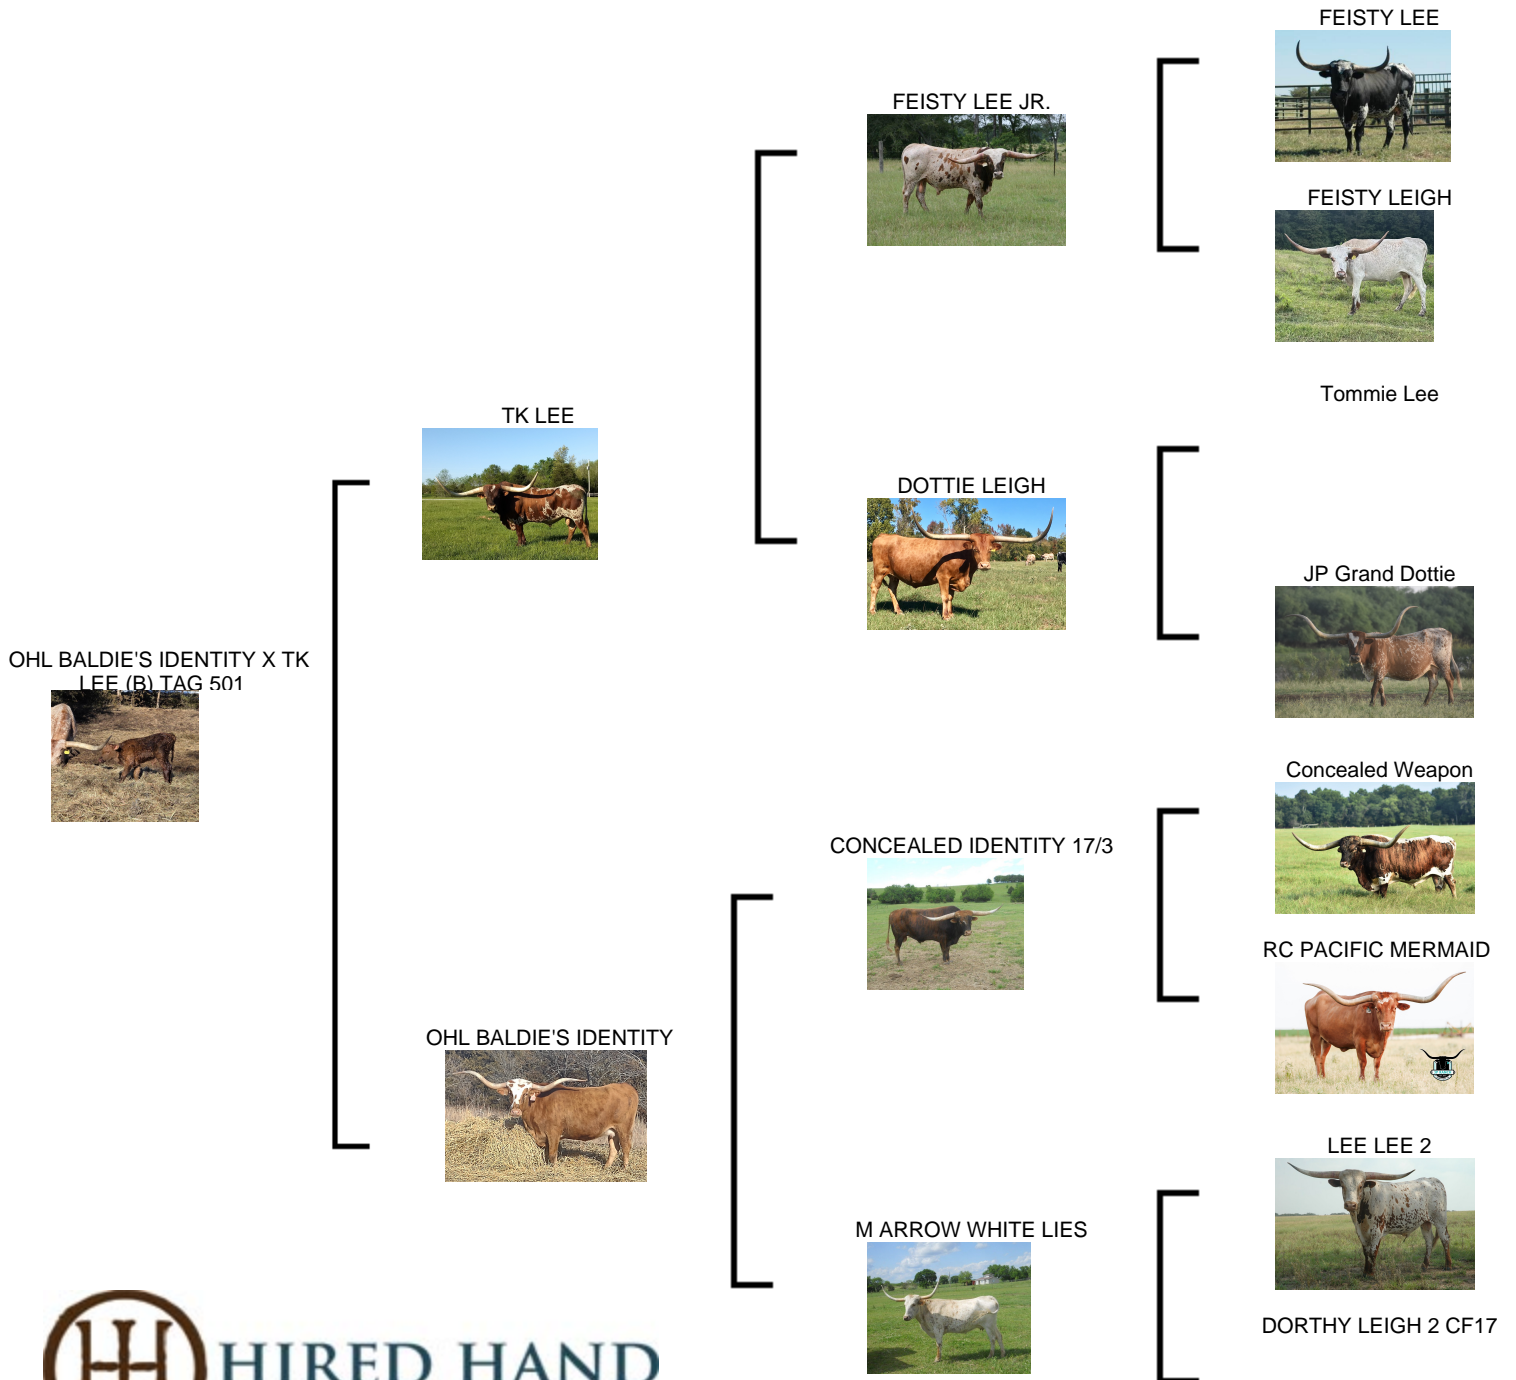 FEISTY LEE
FEISTY LEE JR.
FEISTY LEIGH
Tommie Lee
TK LEE
DOTTIE LEIGH
JP Grand Dottie
OHL BALDIE'S IDENTITY X TK
LEE (B) TAG 501
Concealed Weapon
CONCEALED IDENTITY 17/3
RC PACIFIC MERMAID
OHL BALDIE'S IDENTITY
LEE LEE 2
M ARROW WHITE LIES
DORTHY LEIGH 2 CF17
HIRED HAND